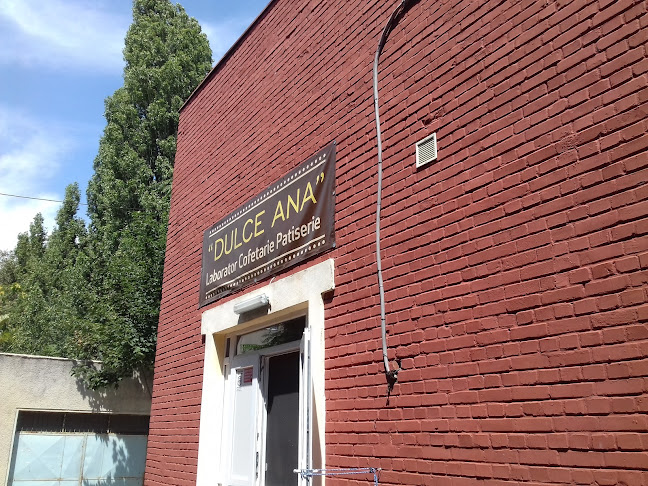 "DULCE ANA"
Laborator Cofetarie Patiserie